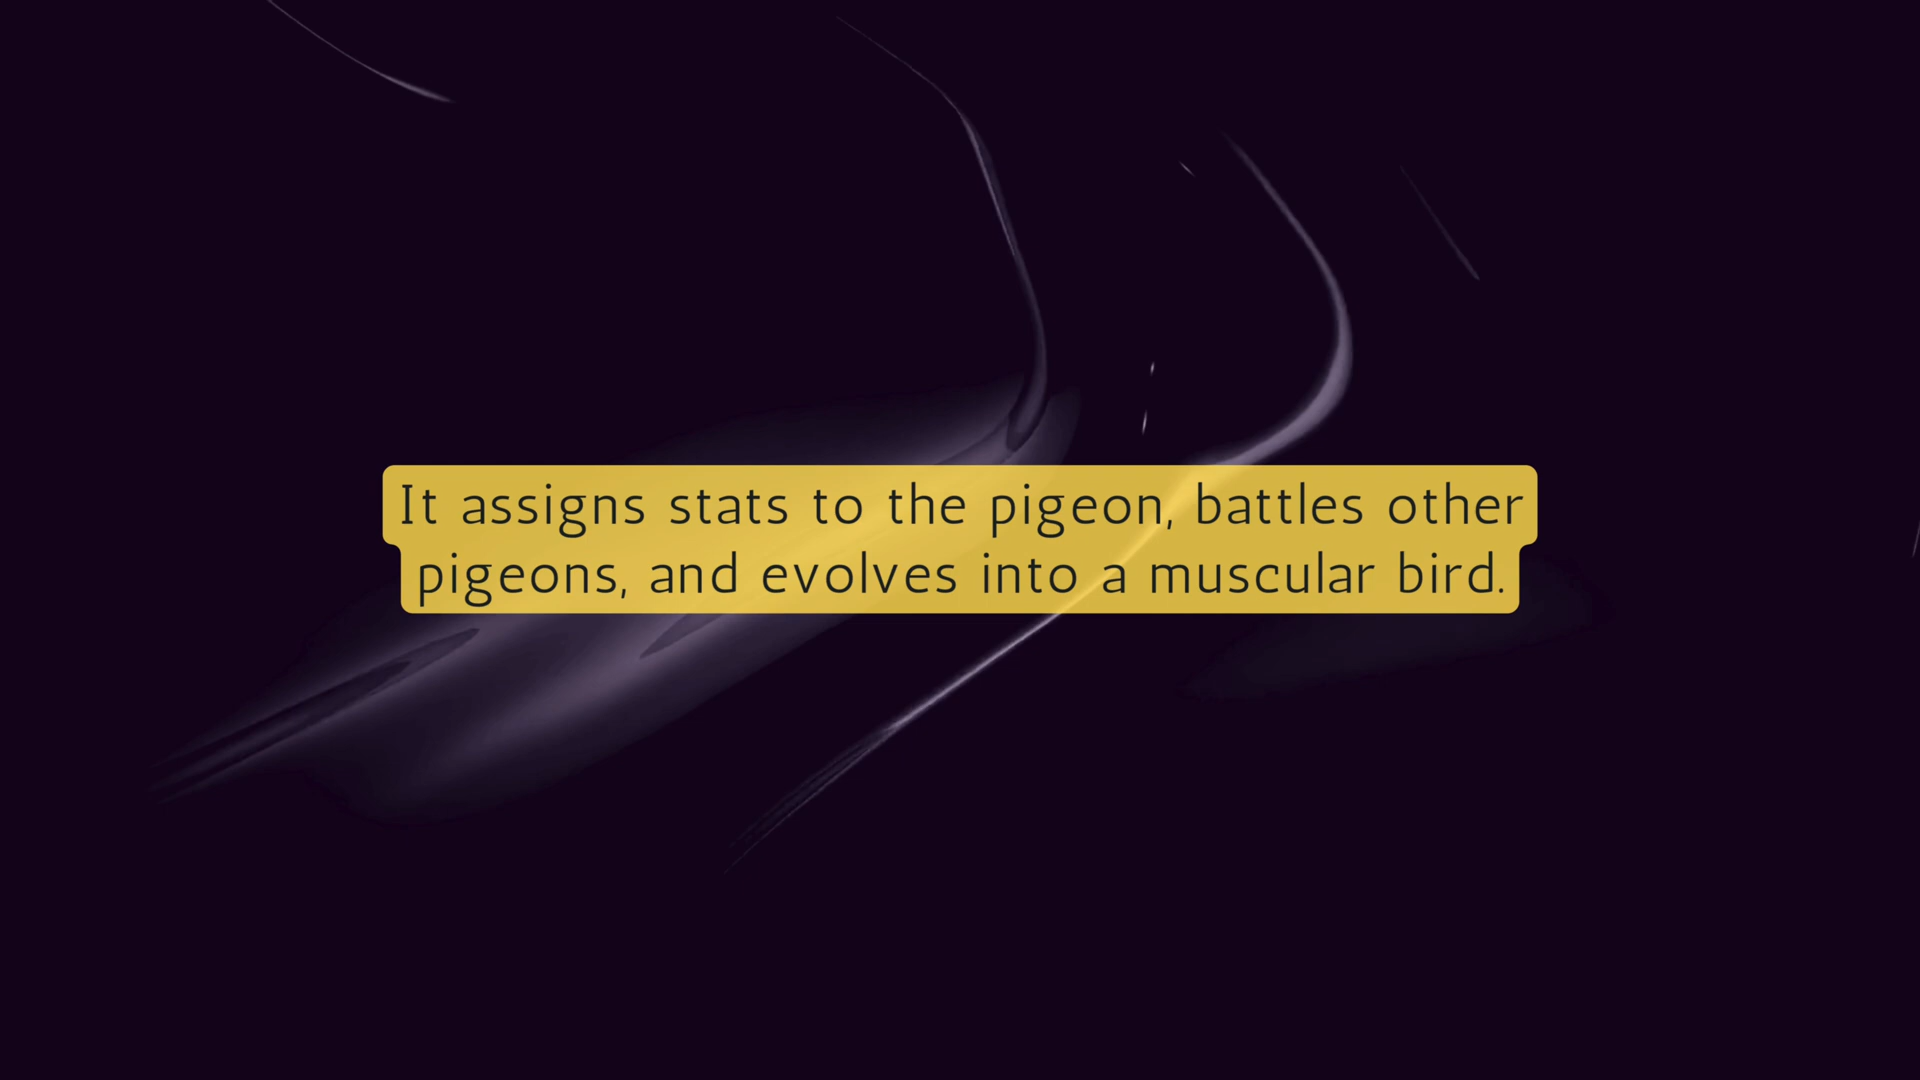 It assigns stats to the pigeon, battles other
pigeons, and evolves into a muscular bird.